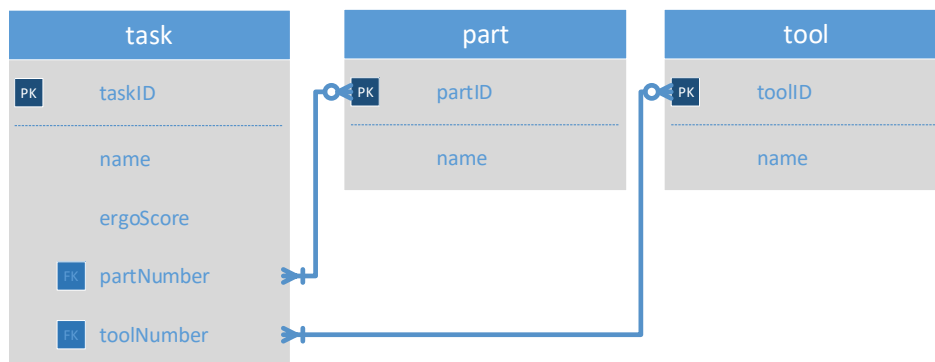 task
PK taskID
name
ergoScore
FK partNumber
FK toolNumber
part
PK partID
name
tool
PK toolID
name